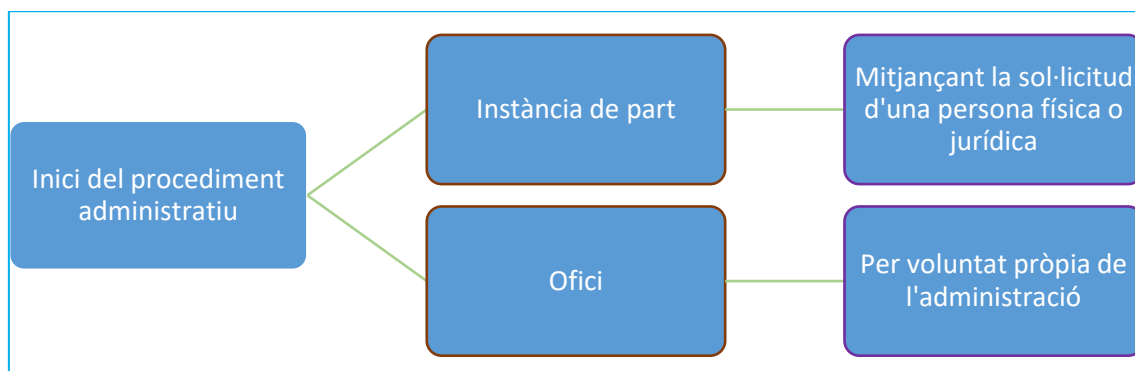 Inici del procediment
administratiu
Instància de part
Mitjançant la sol·licitud
d'una persona física o
jurídica
Ofici
Per voluntat pròpia de
l'administració